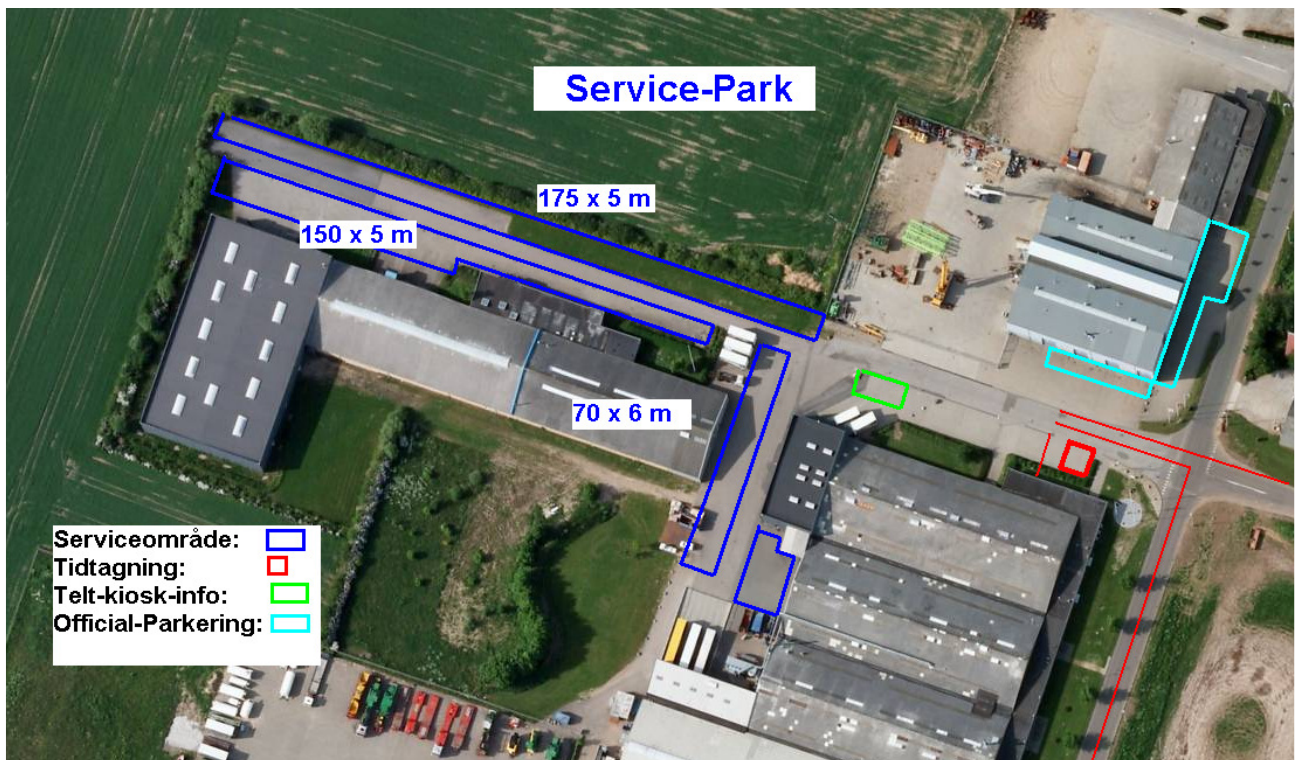 Service-Park
175 x 5 m
150 x 5 m
70 x 6 m
Serviceområde:
Tidtagning:
Telt-kiosk-info:
Official-Parkering: